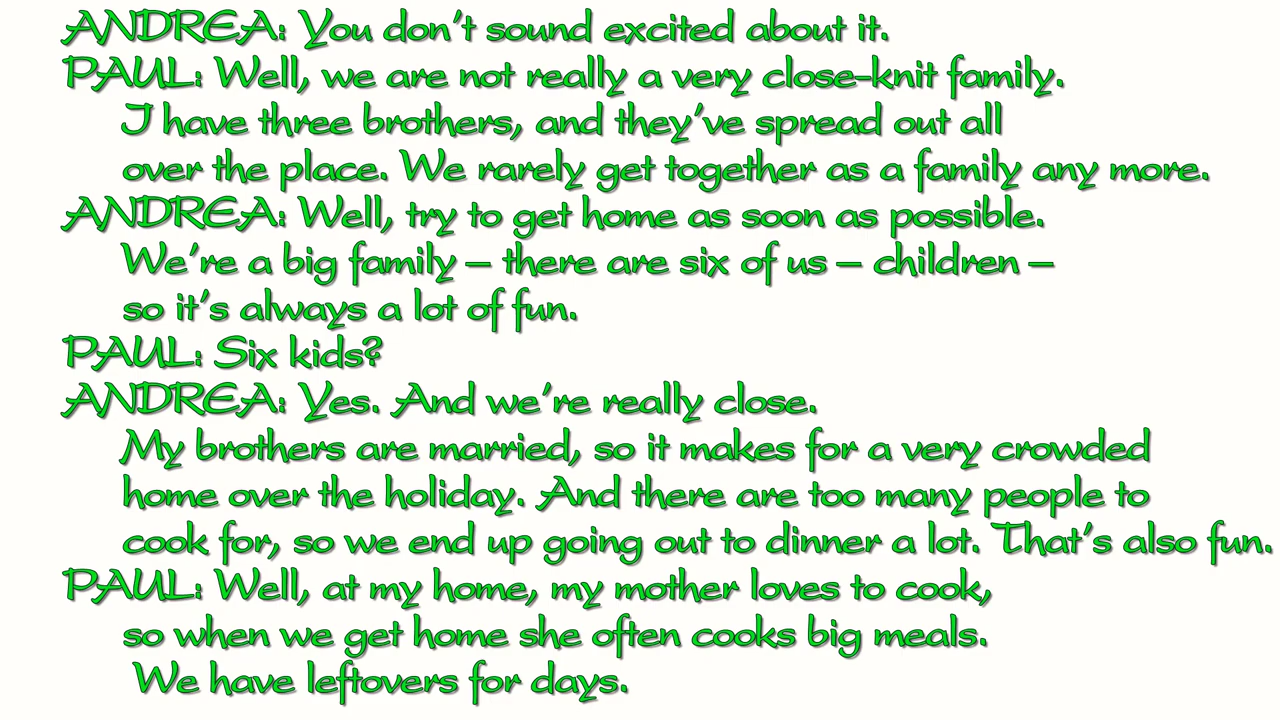 ANDREA: You don't sound excited about it.
PAUL: Well, we are not really a very close-knit family.
I have three brothers, and they've spread out all
over the place. We rarely get together as a family any more.
ANDREA: Well, try to get home as soon as possible.
We're a big family – there are six of us – children –
so it's always a lot of fun.
PAUL: Six kids?
ANDREA: Yes. And we're really close.
My brothers are married, so it makes for a very crowded
home over the holiday. And there are too many people to
cook for, so we end up going out to dinner a lot. That's also fun.
PAUL: Well, at my home, my mother loves to cook,
so when we get home she often cooks big meals.
We have leftovers for days.